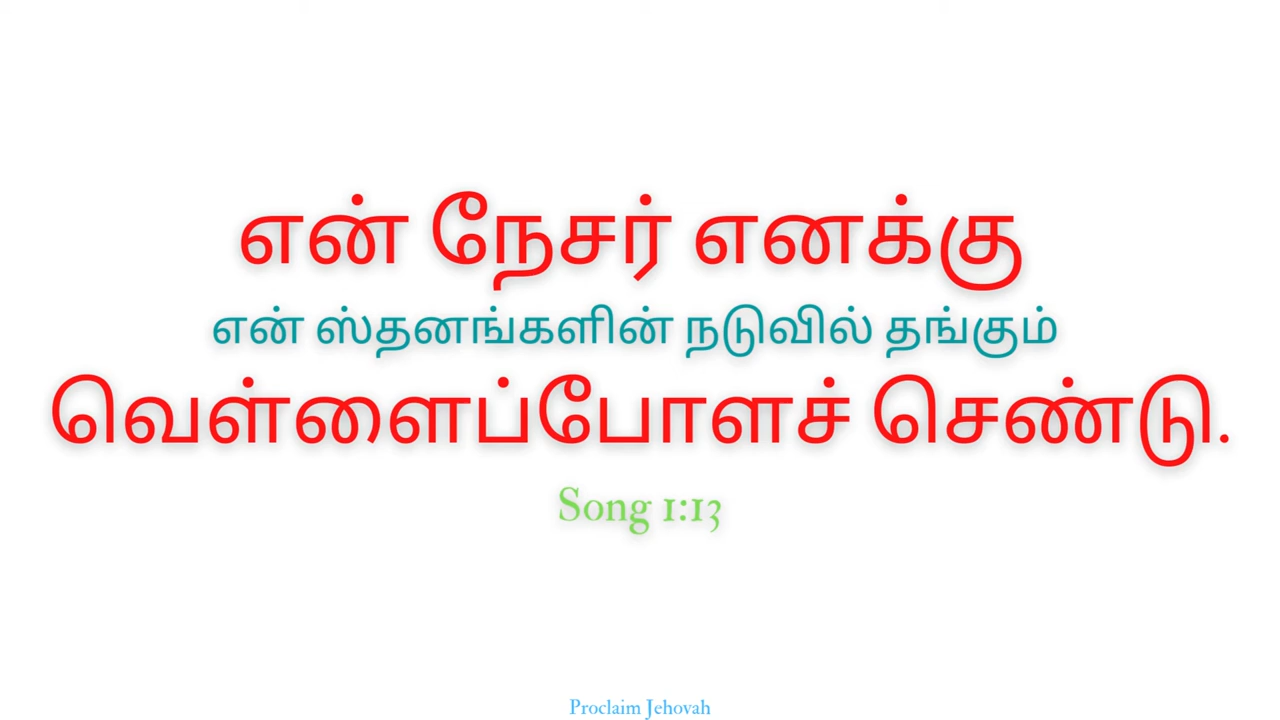 என் நேசர் எனக்கு
என் ஸ்தனங்களின் நடுவில் தங்கும்
வெள்ளைப்போளச் செண்டு.
Song 1:13
Proclaim Jehovah